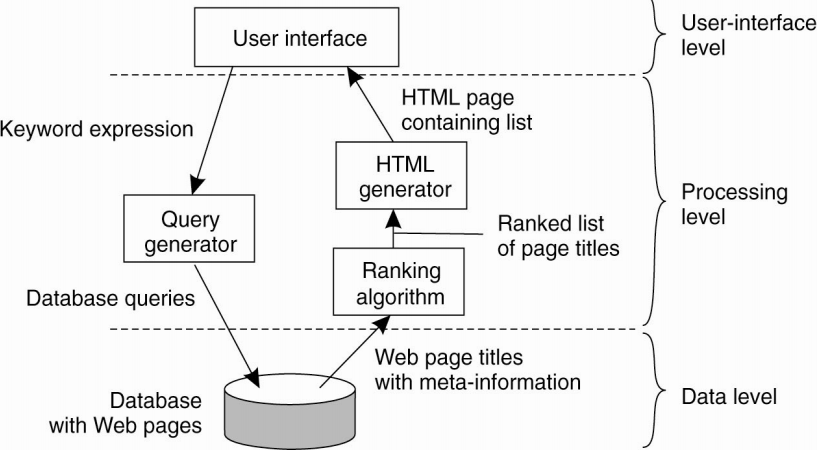 User interface
User-interface
level
HTML page
containing list
Keyword expression
HTML
generator
Processing
level
Query
generator
Ranked list
of page titles
Ranking
algorithm
Database queries
Web page titles
with meta-information
Database
with Web pages
Data level